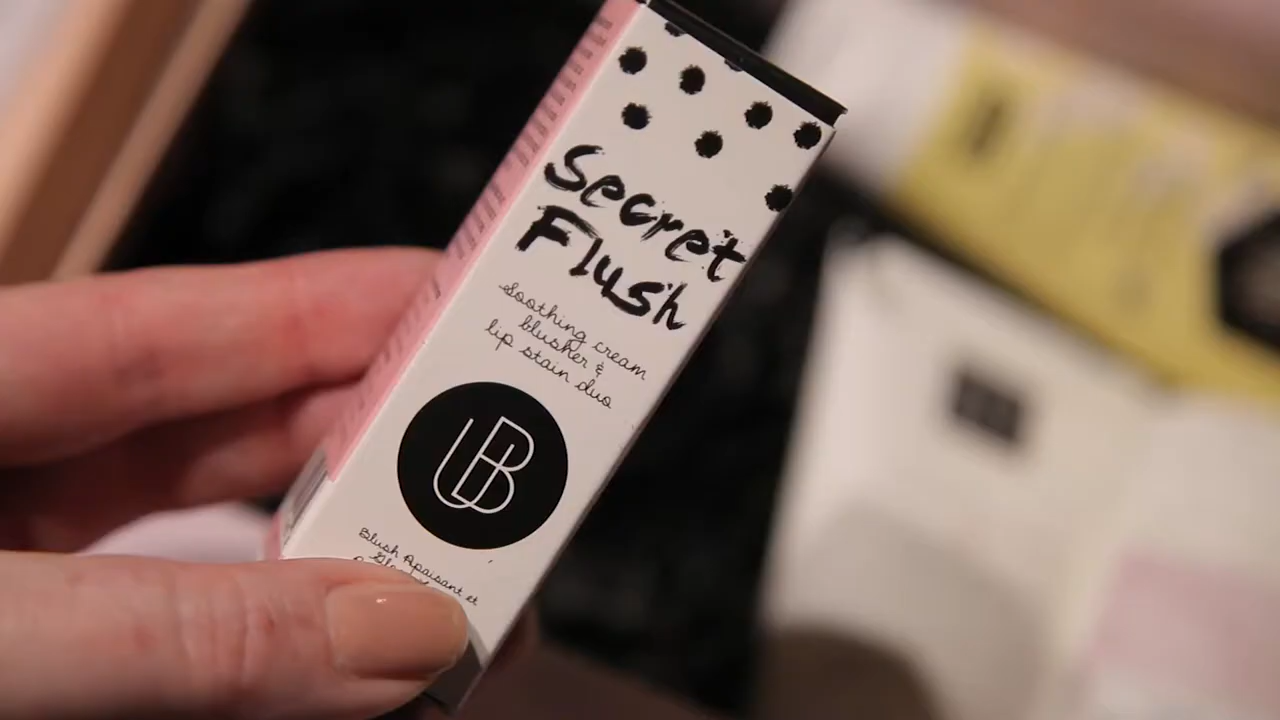 Secret
Flush
Soothing cream
blusher &
lip stain duo
UB
Blush Apaisant et